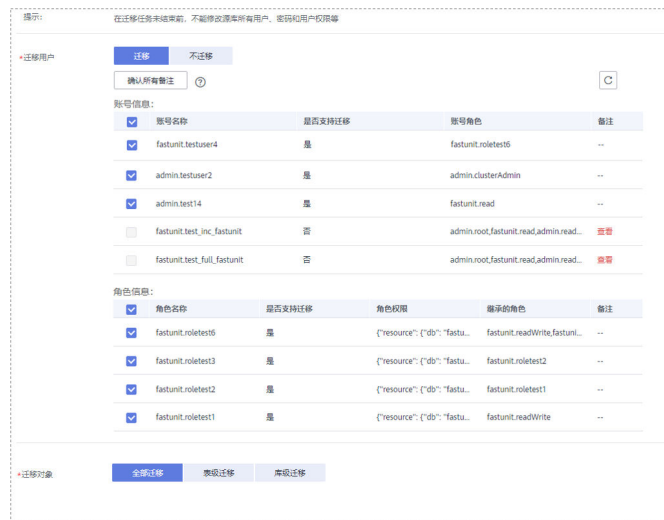 提示: 在迁移任务未结束前，不能修改源库所有用户、密码和用户权限等
*迁移用户 迁移 不迁移
确认所有备注
账号信息:
账号名称 是否支持迁移 账号角色 备注
fastunit.testuser4 是 fastunit.roletest6 --
admin.testuser2 是 admin.clusterAdmin --
admin.test14 是 fastunit.read --
fastunit.test_inc_fastunit 否 admin.root,fastunit.read,admin.read... 查看
fastunit.test_full_fastunit 否 admin.root,fastunit.read,admin.read... 查看
角色信息:
角色名称 是否支持迁移 角色权限 继承的角色 备注
fastunit.roletest6 是 {"resource": {"db": "fastu... fastunit.readWrite,fastuni... --
fastunit.roletest3 是 {"resource": {"db": "fastu... fastunit.roletest2 --
fastunit.roletest2 是 {"resource": {"db": "fastu... fastunit.roletest1 --
fastunit.roletest1 是 {"resource": {"db": "fastu... fastunit.readWrite --
*迁移对象 全部迁移 表级迁移 库级迁移